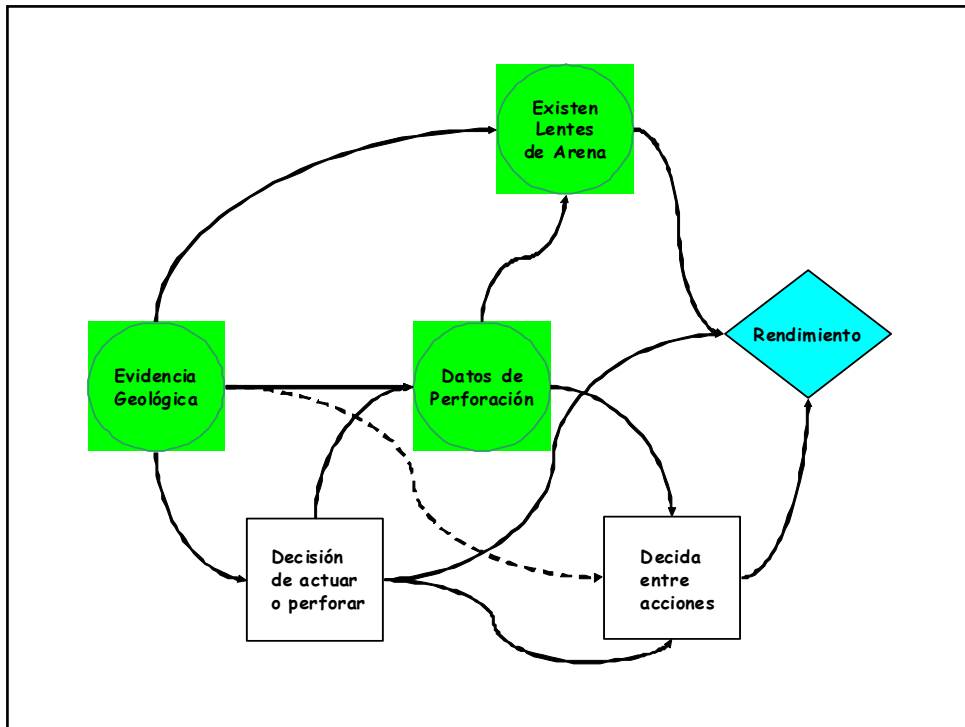 Existen
Lentes
de Arena
Rendimiento
Evidencia
Geológica
Datos de
Perforación
Decisión
de actuar
o perforar
Decida
entre
acciones